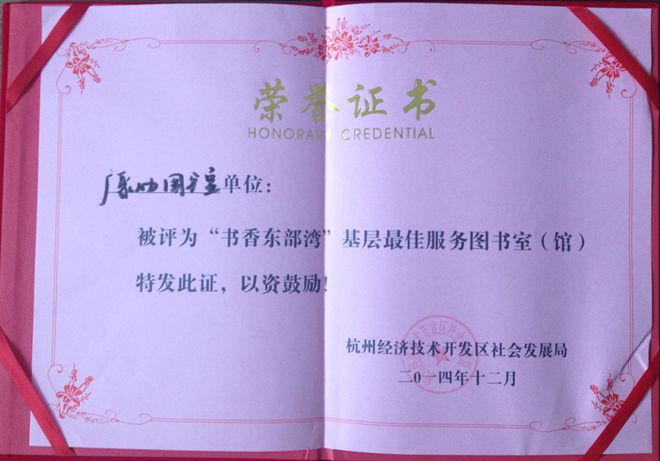 荣誉证书
HONORARY CREDENTIAL
单位：
被评为“书香东部湾”基层最佳服务图书室（馆）
特发此证，以资鼓励！
杭州经济技术开发区社会发展局
二〇一四年十二月